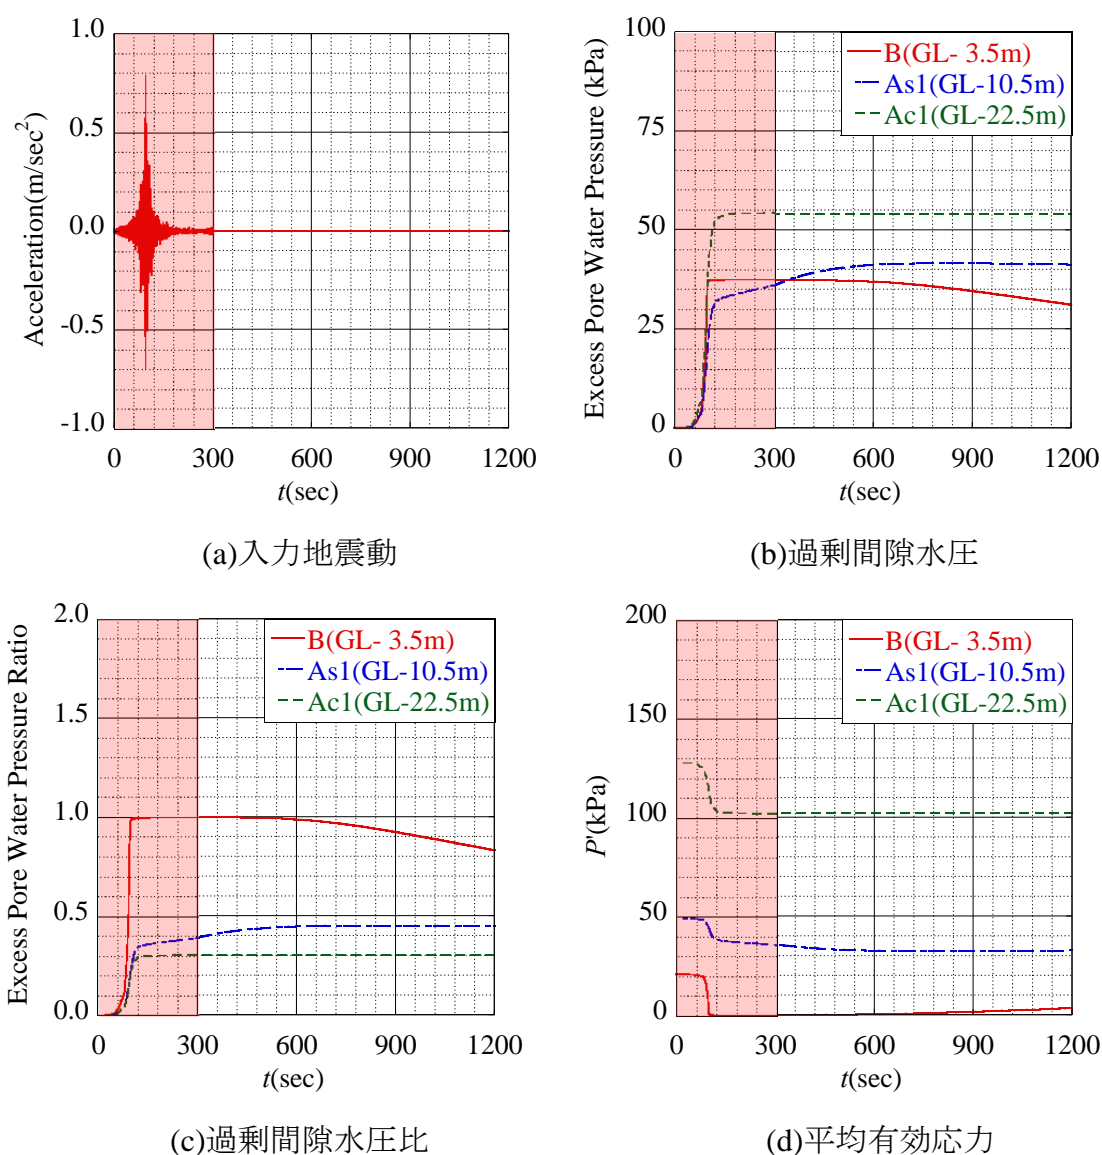 1.0
0.5
0.0
-0.5
-1.0
Acceleration(m/sec²)
0 300 600 900 1200
t(sec)
(a)入力地震動
100
75
50
25
0
Excess Pore Water Pressure (kPa)
B(GL- 3.5m)
As1(GL-10.5m)
Ac1(GL-22.5m)
0 300 600 900 1200
t(sec)
(b)過剰間隙水圧
2.0
1.5
1.0
0.5
0.0
Excess Pore Water Pressure Ratio
B(GL- 3.5m)
As1(GL-10.5m)
Ac1(GL-22.5m)
0 300 600 900 1200
t(sec)
(c)過剰間隙水圧比
200
150
100
50
0
P'(kPa)
B(GL- 3.5m)
As1(GL-10.5m)
Ac1(GL-22.5m)
0 300 600 900 1200
t(sec)
(d)平均有効応力